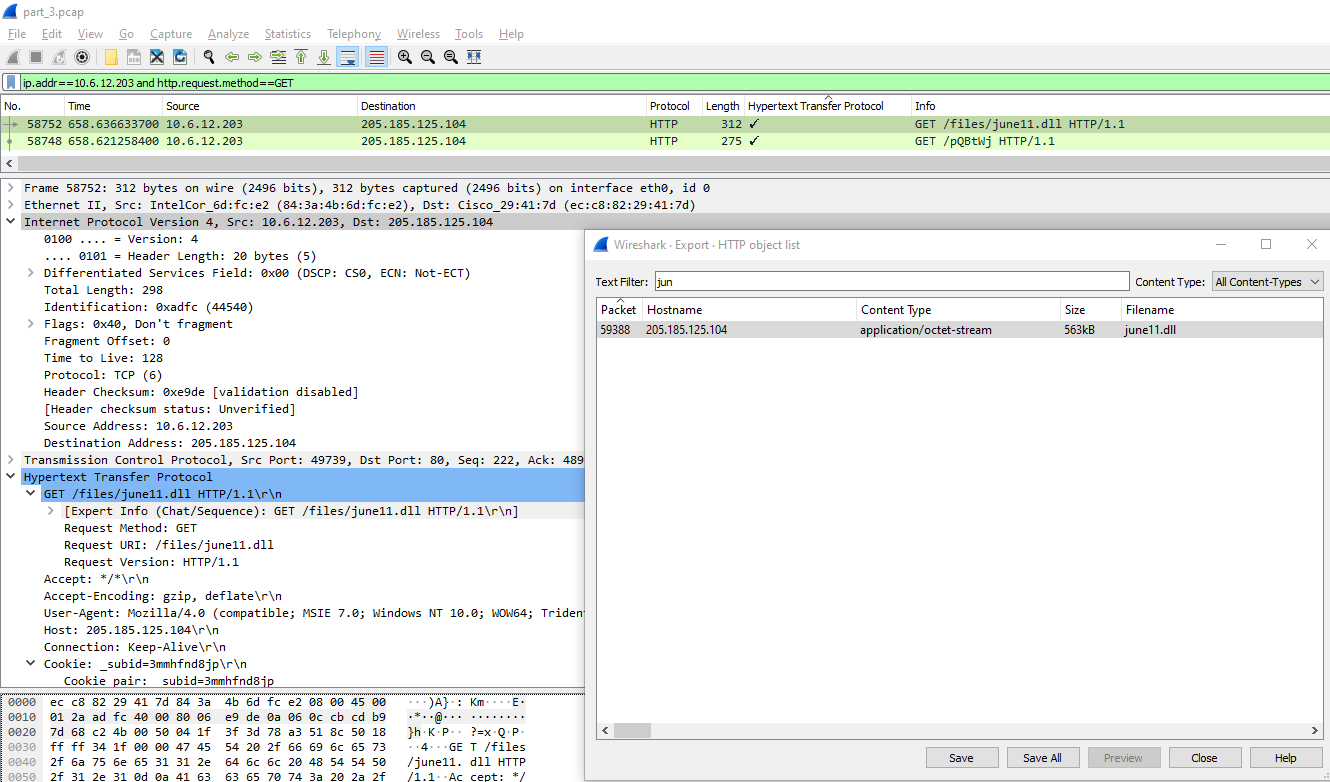 part_3.pcap
File Edit View Go Capture Analyze Statistics Telephony Wireless Tools Help
ip.addr==10.6.12.203 and http.request.method==GET
No. Time Source Destination Protocol Length Hypertext Transfer Protocol Info
58752 658.636633700 10.6.12.203 205.185.125.104 HTTP 312 ✓ GET /files/june11.dll HTTP/1.1
58748 658.621258400 10.6.12.203 205.185.125.104 HTTP 275 ✓ GET /pQBtWj HTTP/1.1
Frame 58752: 312 bytes on wire (2496 bits), 312 bytes captured (2496 bits) on interface eth0, id 0
Ethernet II, Src: IntelCor_6d:fc:e2 (84:3a:4b:6d:fc:e2), Dst: Cisco_29:41:7d (ec:c8:82:29:41:7d)
Internet Protocol Version 4, Src: 10.6.12.203, Dst: 205.185.125.104
0100 .... = Version: 4
.... 0101 = Header Length: 20 bytes (5)
Differentiated Services Field: 0x00 (DSCP: CS0, ECN: Not-ECT)
Total Length: 298
Identification: 0xadfc (44540)
Flags: 0x40, Don't fragment
Fragment Offset: 0
Time to Live: 128
Protocol: TCP (6)
Header Checksum: 0xe9de [validation disabled]
[Header checksum status: Unverified]
Source Address: 10.6.12.203
Destination Address: 205.185.125.104
Transmission Control Protocol, Src Port: 49739, Dst Port: 80, Seq: 222, Ack: 489
Hypertext Transfer Protocol
GET /files/june11.dll HTTP/1.1\r\n
[Expert Info (Chat/Sequence): GET /files/june11.dll HTTP/1.1\r\n]
Request Method: GET
Request URI: /files/june11.dll
Request Version: HTTP/1.1
Accept: */*\r\n
Accept-Encoding: gzip, deflate\r\n
User-Agent: Mozilla/4.0 (compatible; MSIE 7.0; Windows NT 10.0; WOW64; Triden
Host: 205.185.125.104\r\n
Connection: Keep-Alive\r\n
Cookie: _subid=3mmhfnd8jp\r\n
Cookie pair: _subid=3mmhfnd8jp
0000 ec c8 82 29 41 7d 84 3a 4b 6d fc e2 08 00 45 00 ···)A}·: Km····E·
0010 01 2a ad fc 40 00 80 06 e9 de 0a 06 0c cb cd b9 ·*··@··· ········
0020 7d 68 c2 4b 00 50 04 1f 3f 3d 78 a3 51 8c 50 18 }h·K·P·· ?=x·Q·P·
0030 ff ff 34 1f 00 00 47 45 54 20 2f 66 69 6c 65 73 ··4···GE T /files
0040 2f 6a 75 6e 65 31 31 2e 64 6c 6c 20 48 54 54 50 /june11. dll HTTP
0050 2f 31 2e 31 0d 0a 41 63 63 65 70 74 3a 20 2a 2f /1.1··Ac cept: */
Wireshark · Export · HTTP object list
Text Filter: jun Content Type: All Content-Types
Packet Hostname Content Type Size Filename
59388 205.185.125.104 application/octet-stream 563kB june11.dll
Save Save All Preview Close Help